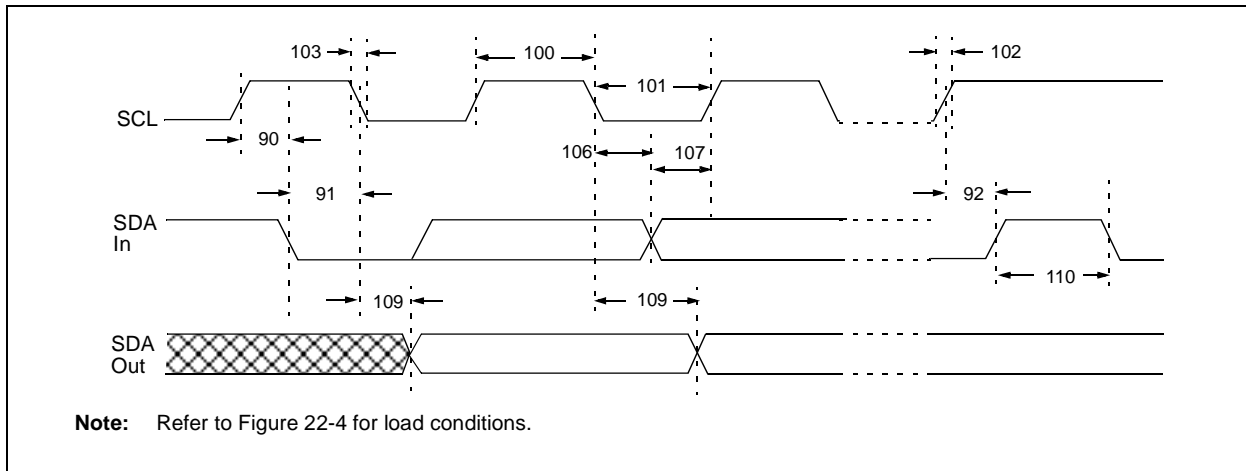 103
100
102
101
SCL
90
106
107
91
92
SDA
In
110
109
109
SDA
Out
Note: Refer to Figure 22-4 for load conditions.